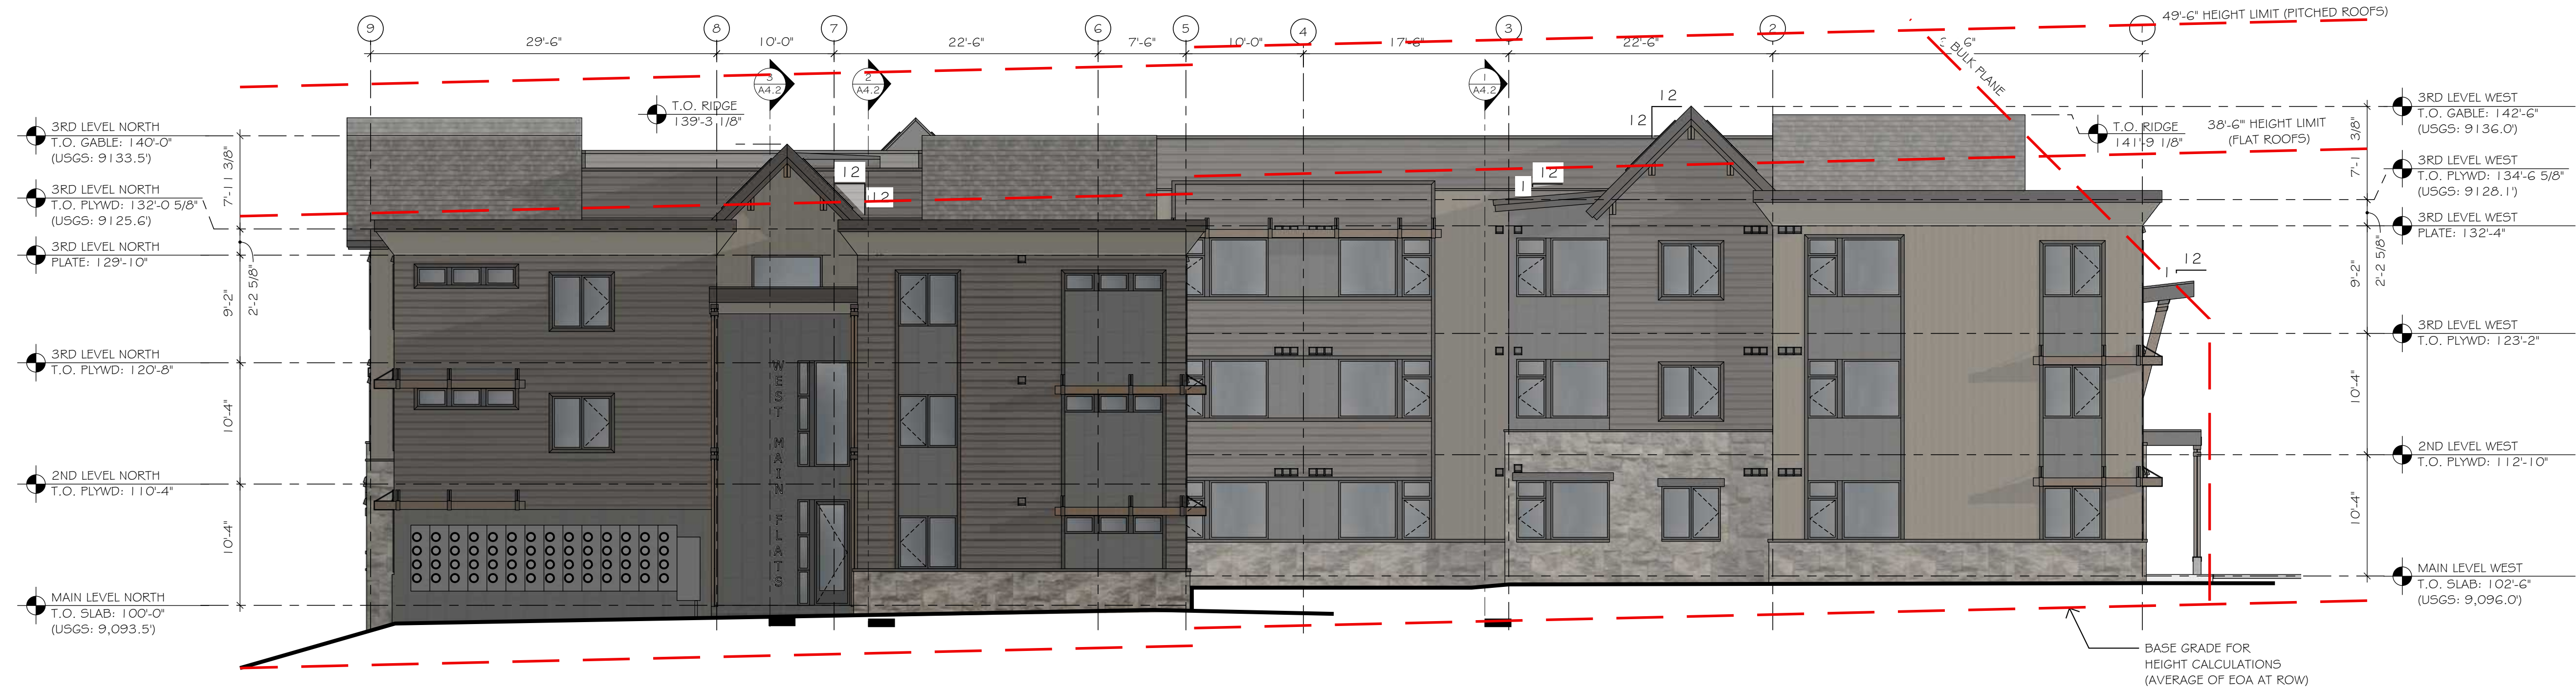 9
8
7
6
5
4
3
2
1
49'-6" HEIGHT LIMIT (PITCHED ROOFS)
29'-6"
10'-0"
22'-6"
7'-6"
10'-0"
17'-6"
22'-6"
BULK PLANE
3
A4.2
2
A4.2
1
A4.2
T.O. RIDGE
139'-3 1/8"
12
12
T.O. RIDGE
141'-9 1/8"
38'-6" HEIGHT LIMIT
(FLAT ROOFS)
12
12
12
1
1
12
3RD LEVEL NORTH
T.O. GABLE: 140'-0"
(USGS: 9133.5')
3RD LEVEL NORTH
T.O. PLYWD: 132'-0 5/8"
(USGS: 9125.6')
3RD LEVEL NORTH
PLATE: 129'-10"
3RD LEVEL NORTH
T.O. PLYWD: 120'-8"
2ND LEVEL NORTH
T.O. PLYWD: 110'-4"
MAIN LEVEL NORTH
T.O. SLAB: 100'-0"
(USGS: 9,093.5')
7'-11 3/8"
2'-2 5/8"
9'-2"
10'-4"
10'-4"
WEST MAIN FLATS
3RD LEVEL WEST
T.O. GABLE: 142'-6"
(USGS: 9136.0')
3RD LEVEL WEST
T.O. PLYWD: 134'-6 5/8"
(USGS: 9128.1')
3RD LEVEL WEST
PLATE: 132'-4"
3RD LEVEL WEST
T.O. PLYWD: 123'-2"
2ND LEVEL WEST
T.O. PLYWD: 112'-10"
MAIN LEVEL WEST
T.O. SLAB: 102'-6"
(USGS: 9,096.0')
2'-2 5/8"
9'-2"
10'-4"
10'-4"
BASE GRADE FOR
HEIGHT CALCULATIONS
(AVERAGE OF EOA AT ROW)